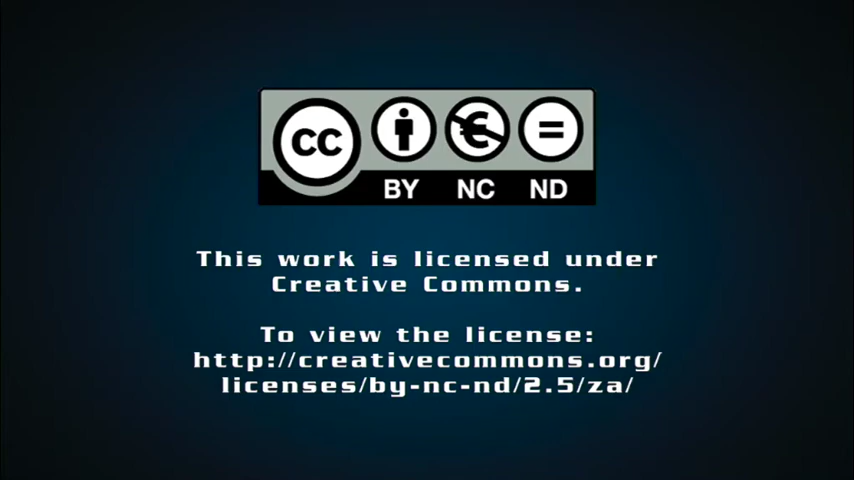 CC
BY NC ND
This work is licensed under
Creative Commons.
To view the license:
http://creativecommons.org/
licenses/by-nc-nd/2.5/za/